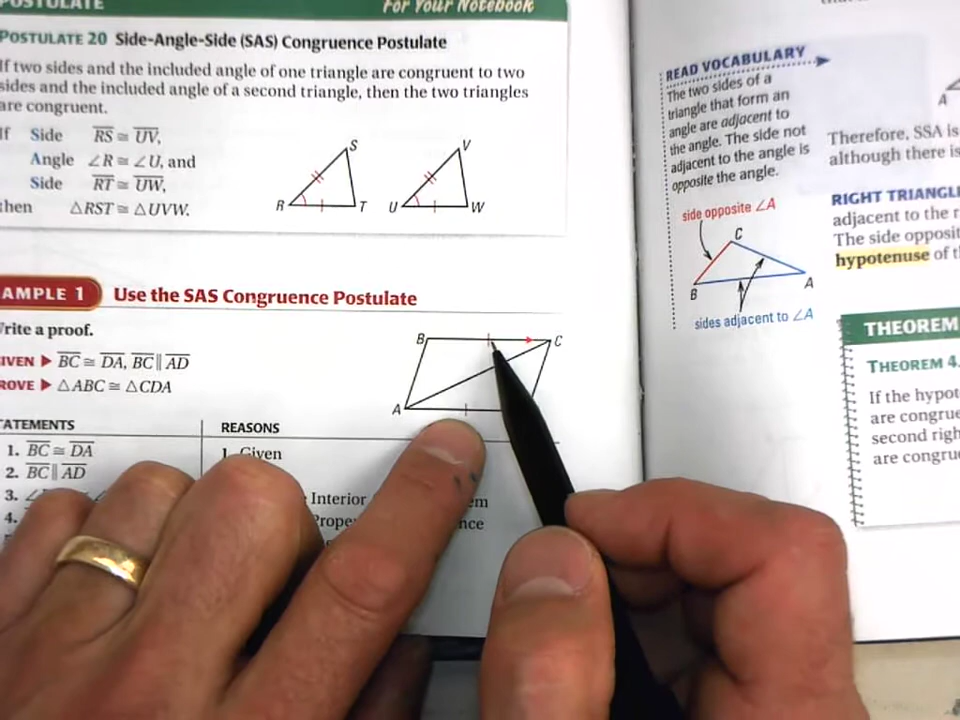 For Your Notebook
POSTULATE 20 Side-Angle-Side (SAS) Congruence Postulate
If two sides and the included angle of one triangle are congruent to two
sides and the included angle of a second triangle, then the two triangles
are congruent.
If Side RS ≅ UV,
Angle ∠R ≅ ∠U, and
Side RT ≅ UW,
then △RST ≅ △UVW.
S
R
T
V
U
W
AMPLE 1 Use the SAS Congruence Postulate
Write a proof.
IVEN ▶ BC ≅ DA, BC ∥ AD
ROVE ▶ △ABC ≅ △CDA
B
C
A
ATEMENTS REASONS
1. BC ≅ DA 1. Given
2. BC ∥ AD
3. ∠ Interior
4.
READ VOCABULARY
The two sides of a
triangle that form an
angle are adjacent to
the angle. The side not
adjacent to the angle is
opposite the angle.
side opposite ∠A
C
B
A
sides adjacent to ∠A
A
Therefore, SSA is
although there is
RIGHT TRIANGL
adjacent to the r
The side opposit
hypotenuse of t
THEOREM
THEOREM 4.
If the hypot
are congrue
second righ
are congru